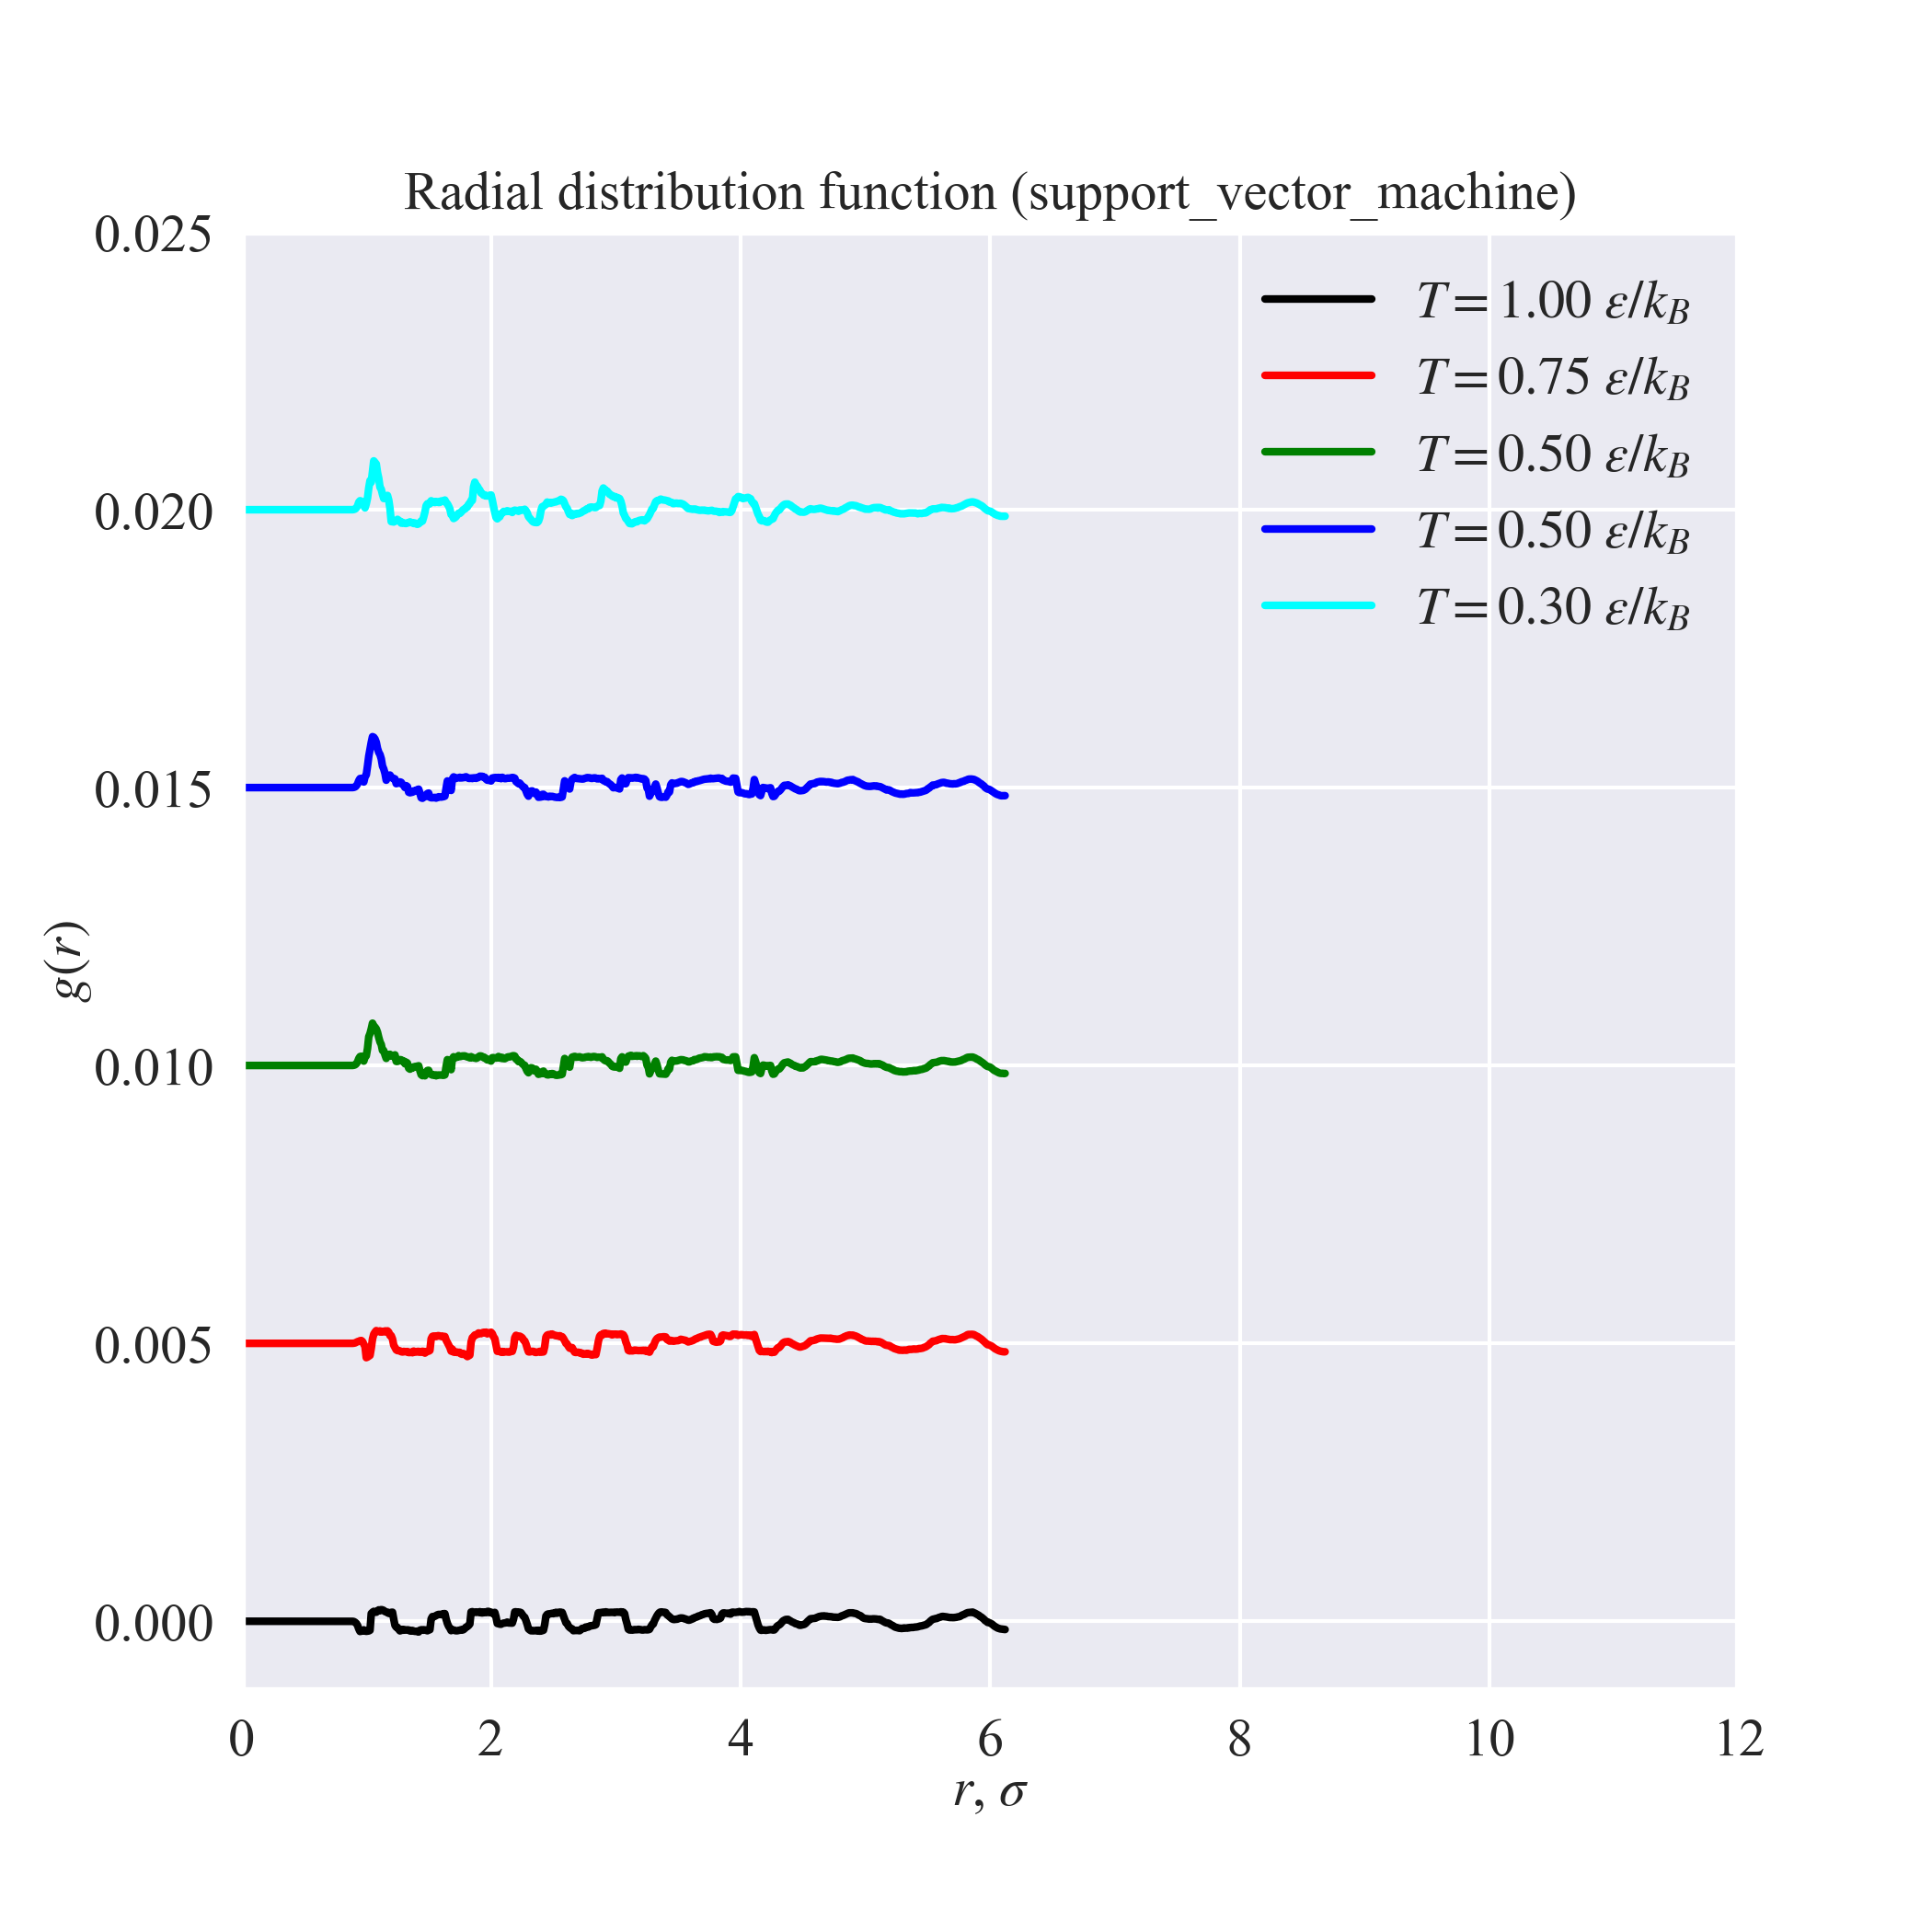 Radial distribution function (support_vector_machine)
0.025
0.020
0.015
0.010
0.005
0.000
g(r)
T = 1.00 ε/k_B
T = 0.75 ε/k_B
T = 0.50 ε/k_B
T = 0.50 ε/k_B
T = 0.30 ε/k_B
0 2 4 6 8 10 12
r, σ